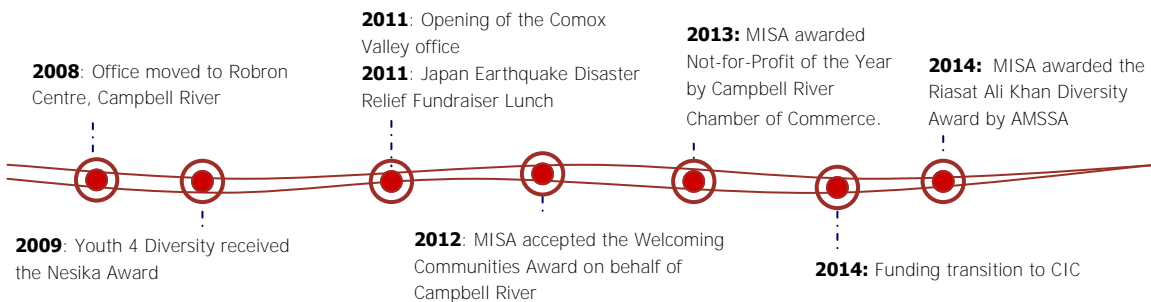 2008: Office moved to Robron
Centre, Campbell River
2009: Youth 4 Diversity received
the Nesika Award
2011: Opening of the Comox
Valley office
2011: Japan Earthquake Disaster
Relief Fundraiser Lunch
2012: MISA accepted the Welcoming
Communities Award on behalf of
Campbell River
2013: MISA awarded
Not-for-Profit of the Year
by Campbell River
Chamber of Commerce.
2014: Funding transition to CIC
2014: MISA awarded the
Riasat Ali Khan Diversity
Award by AMSSA